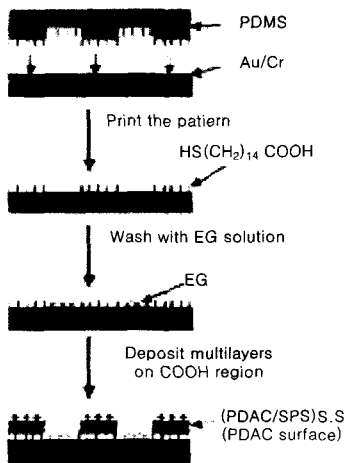 PDMS
Au/Cr
Print the patiern
HS(CH₂)₁₄ COOH
Wash with EG solution
EG
Deposit multilayers
on COOH region
(PDAC/SPS)S.S
(PDAC surface)